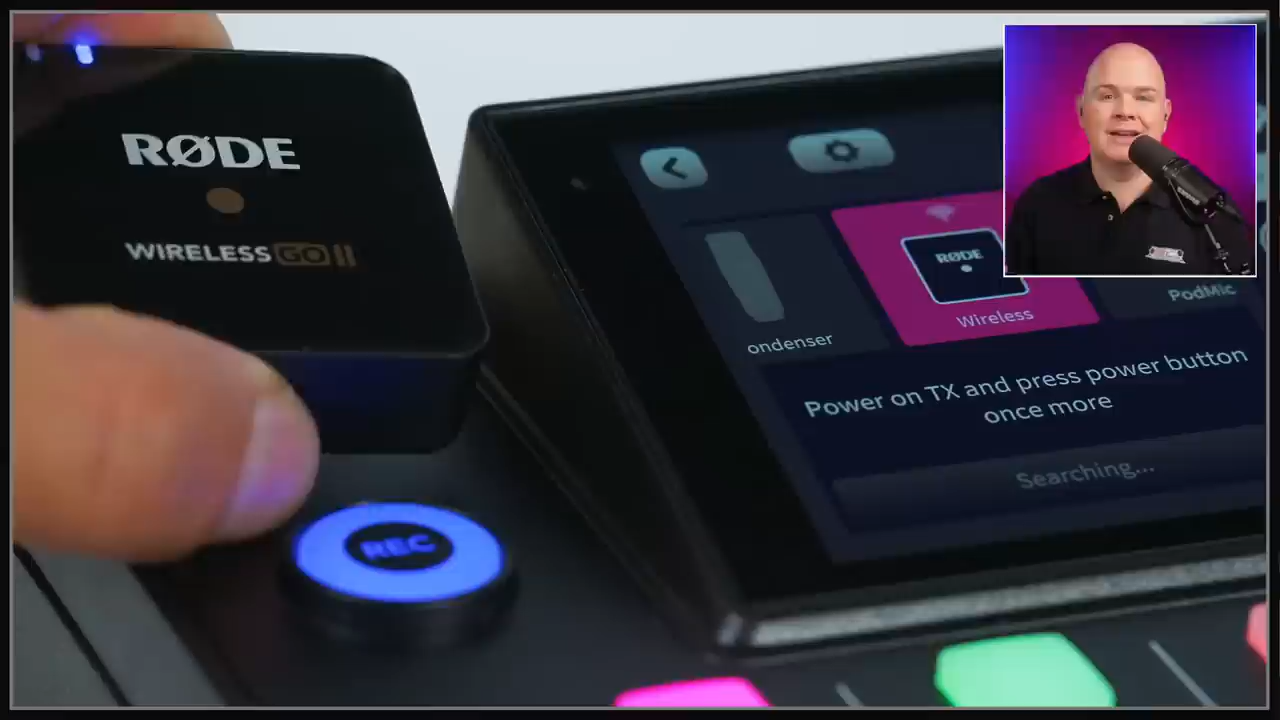 RØDE
WIRELESS GO II
REC
RØDE
Wireless
ondenser
PodMic
Power on TX and press power button
once more
Searching...